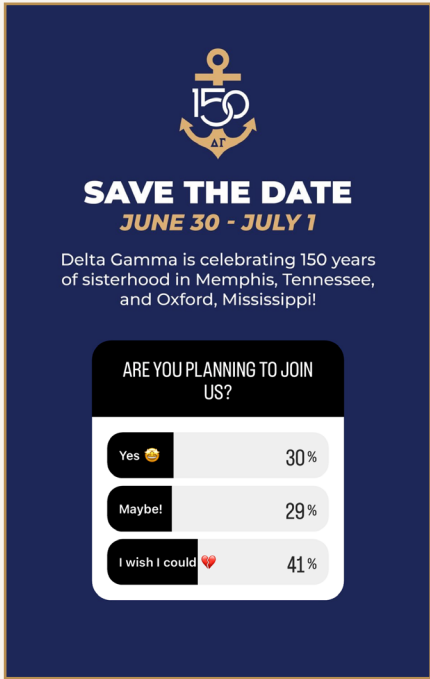 150
ΔΓ
SAVE THE DATE
JUNE 30 - JULY 1
Delta Gamma is celebrating 150 years
of sisterhood in Memphis, Tennessee,
and Oxford, Mississippi!
ARE YOU PLANNING TO JOIN
US?
Yes 🤩 30%
Maybe! 29%
I wish I could 💔 41%